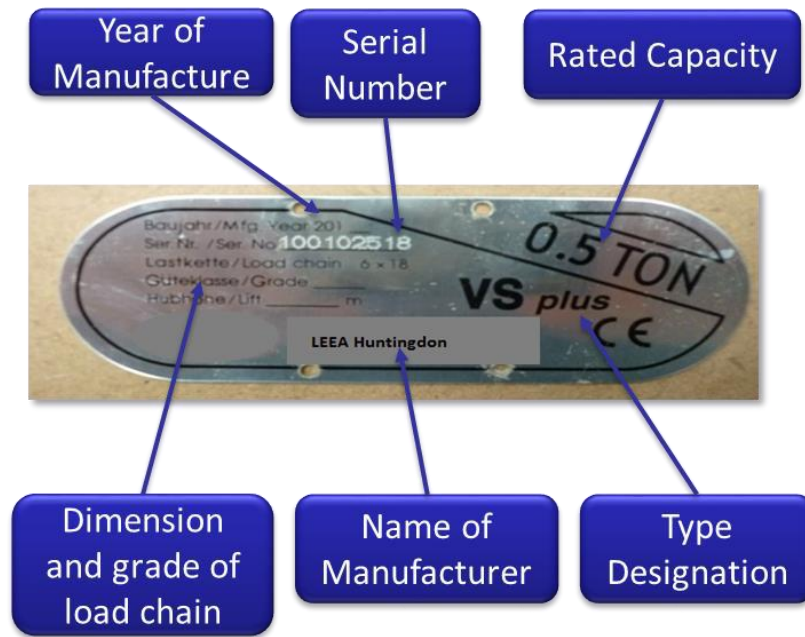 Year of
Manufacture
Serial
Number
Rated Capacity
Baujahr/Mfg. Year 201
Ser.Nr. /Ser. No 100102518
Lastkette/Load chain 6 x 18
Güteklasse/Grade
Hubhöhe/Lift m
0.5 TON
VS plus
CE
LEEA Huntingdon
Dimension
and grade of
load chain
Name of
Manufacturer
Type
Designation